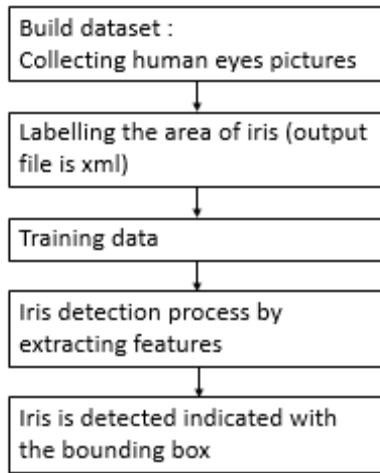 Build dataset :
Collecting human eyes pictures
Labelling the area of iris (output
file is xml)
Training data
Iris detection process by
extracting features
Iris is detected indicated with
the bounding box